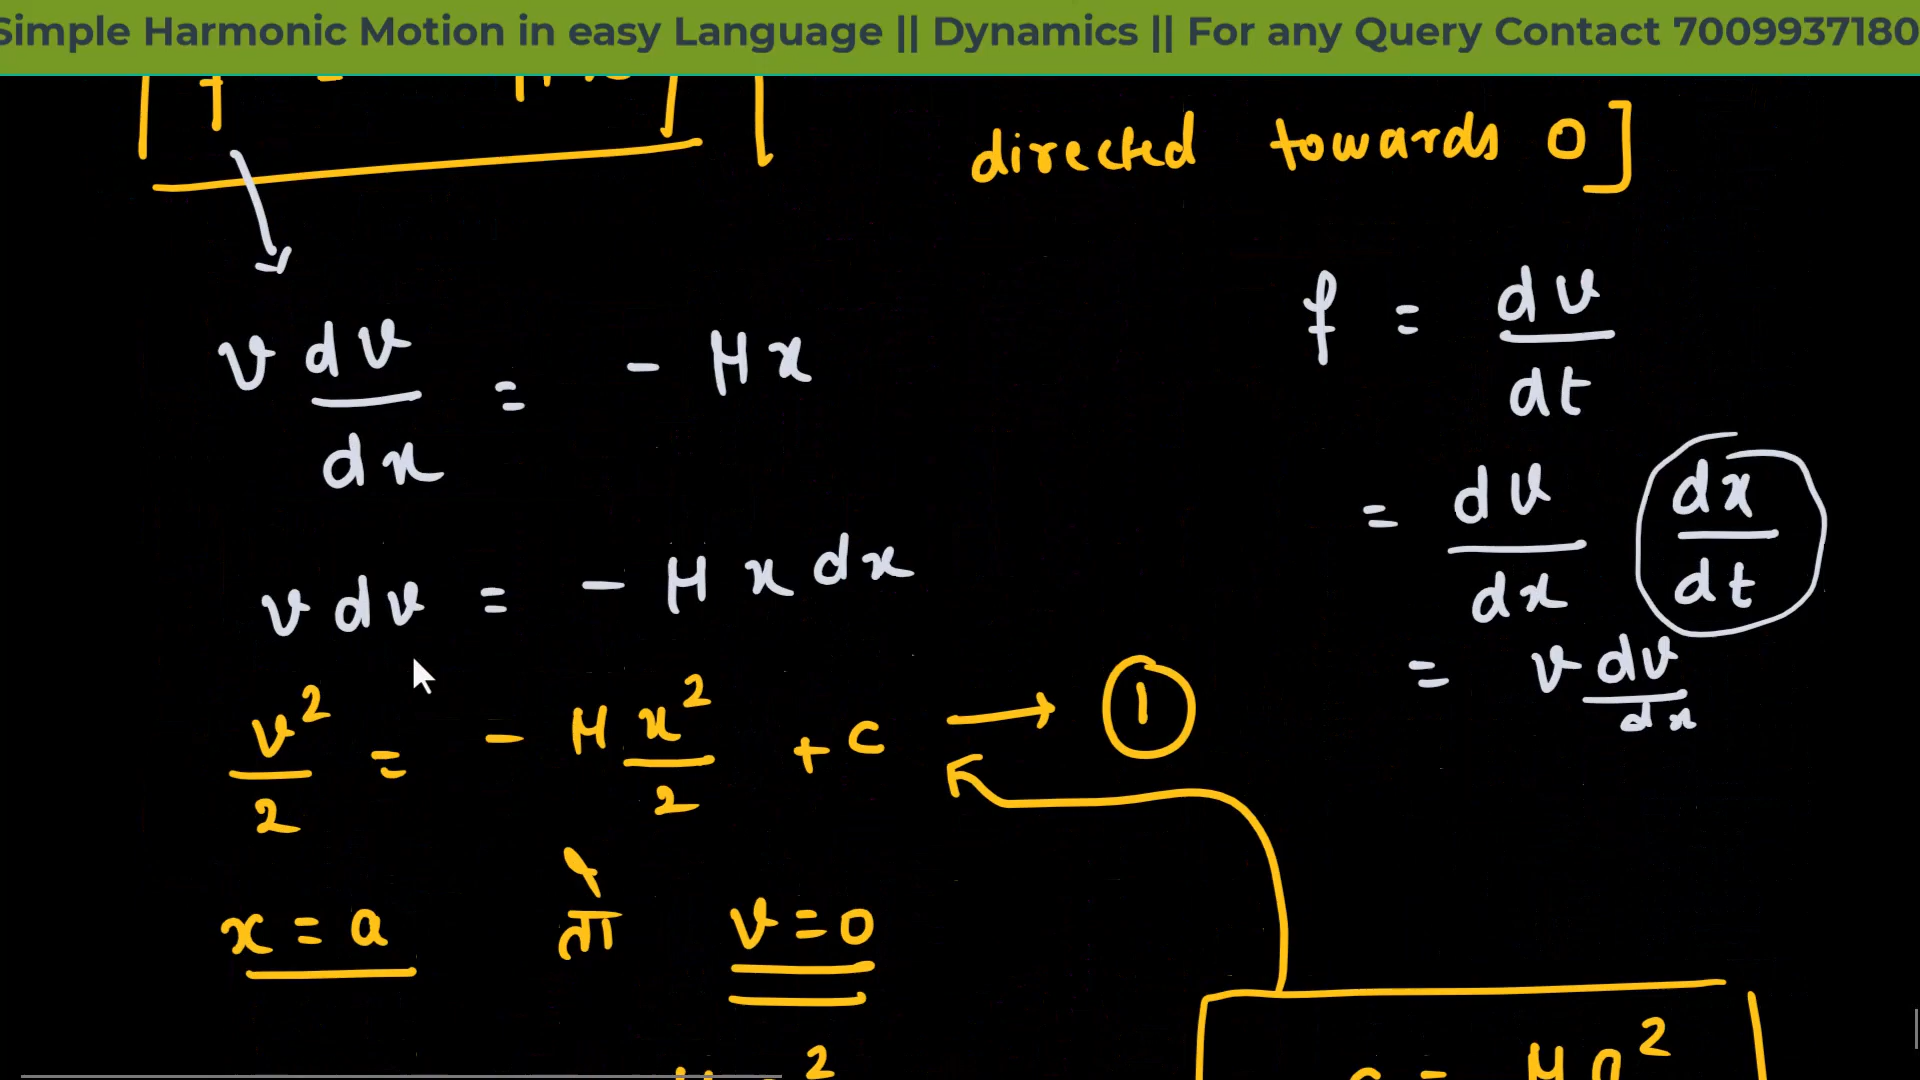 Simple Harmonic Motion in easy Language || Dynamics || For any Query Contact 7009937180
directed towards O]
v dv/dx = - μx
v dv = - μ x dx
v²/2 = - μ x²/2 + c → ①
x = a तो v = 0
f = dv/dt
= dv/dx dx/dt
= v dv/dx